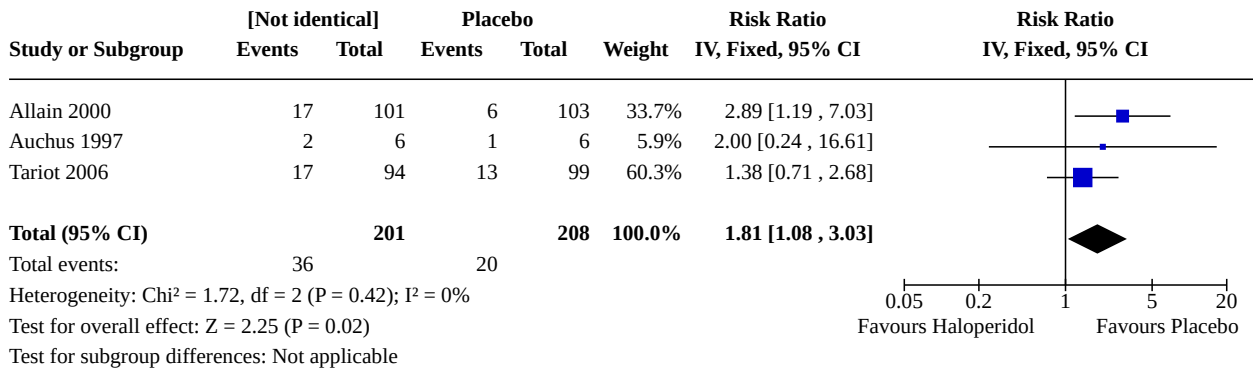 [Not identical] Placebo Risk Ratio Risk Ratio
Study or Subgroup Events Total Events Total Weight IV, Fixed, 95% CI IV, Fixed, 95% CI
Allain 2000 17 101 6 103 33.7% 2.89 [1.19 , 7.03]
Auchus 1997 2 6 1 6 5.9% 2.00 [0.24 , 16.61]
Tariot 2006 17 94 13 99 60.3% 1.38 [0.71 , 2.68]
Total (95% CI) 201 208 100.0% 1.81 [1.08 , 3.03]
Total events: 36 20
Heterogeneity: Chi² = 1.72, df = 2 (P = 0.42); I² = 0%
Test for overall effect: Z = 2.25 (P = 0.02)
Test for subgroup differences: Not applicable
0.05 0.2 1 5 20
Favours Haloperidol Favours Placebo